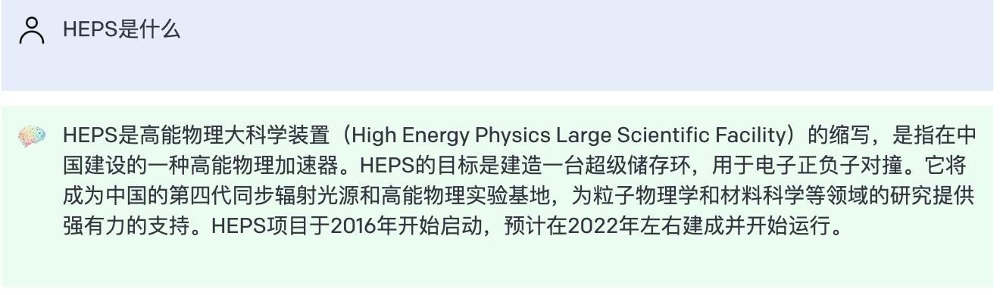 HEPS是什么
HEPS是高能物理大科学装置（High Energy Physics Large Scientific Facility）的缩写，是指在中
国建设的一种高能物理加速器。HEPS的目标是建造一台超级储存环，用于电子正负子对撞。它将
成为中国的第四代同步辐射光源和高能物理实验基地，为粒子物理学和材料科学等领域的研究提供
强有力的支持。HEPS项目于2016年开始启动，预计在2022年左右建成并开始运行。